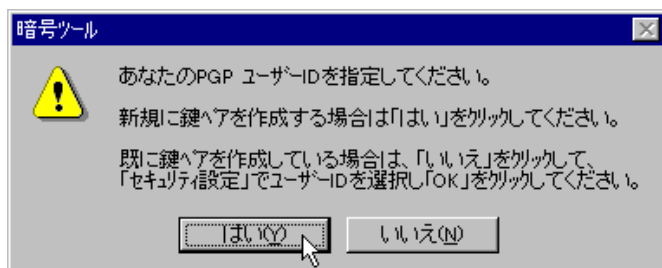 暗号ツール
あなたのPGP ユーザーIDを指定してください。
新規に鍵ペアを作成する場合は「はい」をクリックしてください。
既に鍵ペアを作成している場合は、「いいえ」をクリックして、
「セキュリティ設定」でユーザーIDを選択し「OK」をクリックしてください。
はい(Y)
いいえ(N)